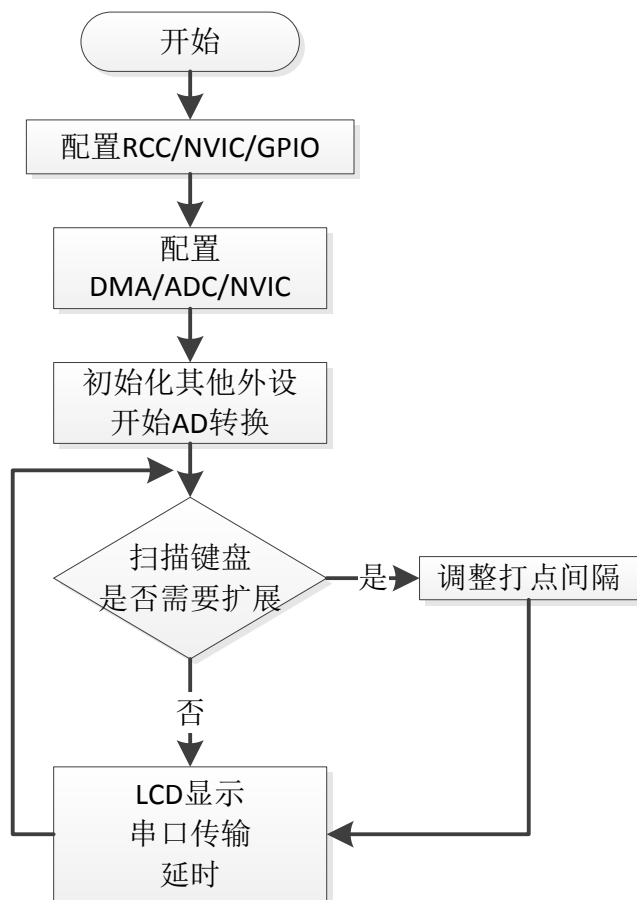 开始
配置RCC/NVIC/GPIO
配置
DMA/ADC/NVIC
初始化其他外设
开始AD转换
扫描键盘
是否需要扩展
是
调整打点间隔
否
LCD显示
串口传输
延时